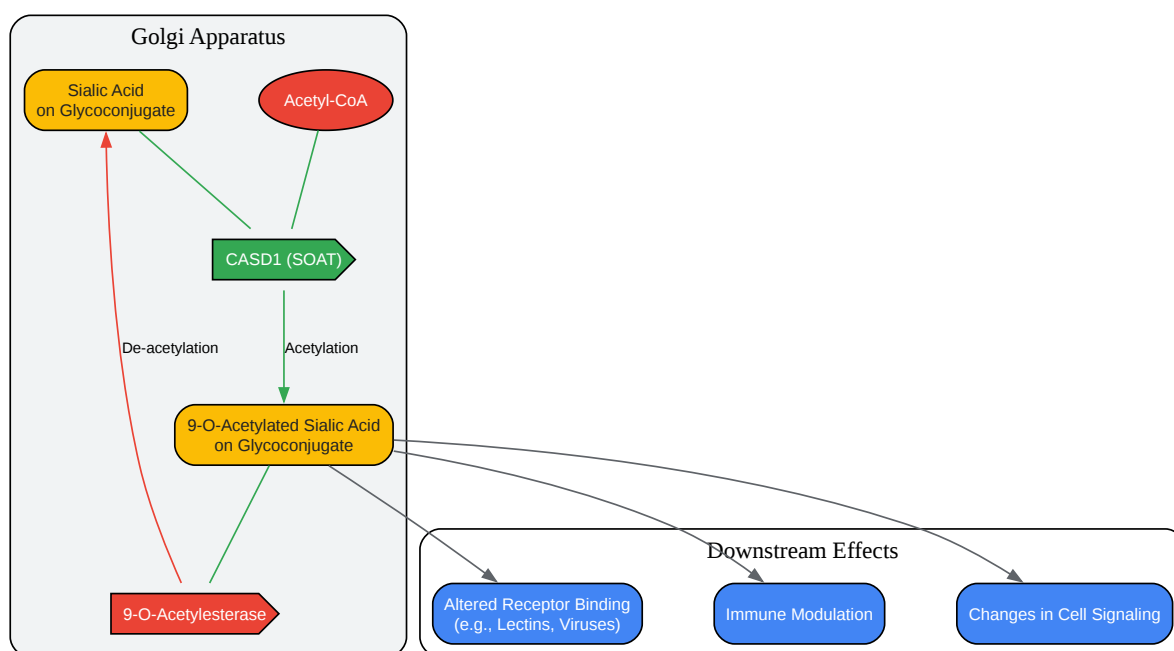 Golgi Apparatus
Sialic Acid
on Glycoconjugate
Acetyl-CoA
CASD1 (SOAT)
De-acetylation
Acetylation
9-O-Acetylated Sialic Acid
on Glycoconjugate
9-O-Acetylesterase
Downstream Effects
Altered Receptor Binding
(e.g., Lectins, Viruses)
Immune Modulation
Changes in Cell Signaling